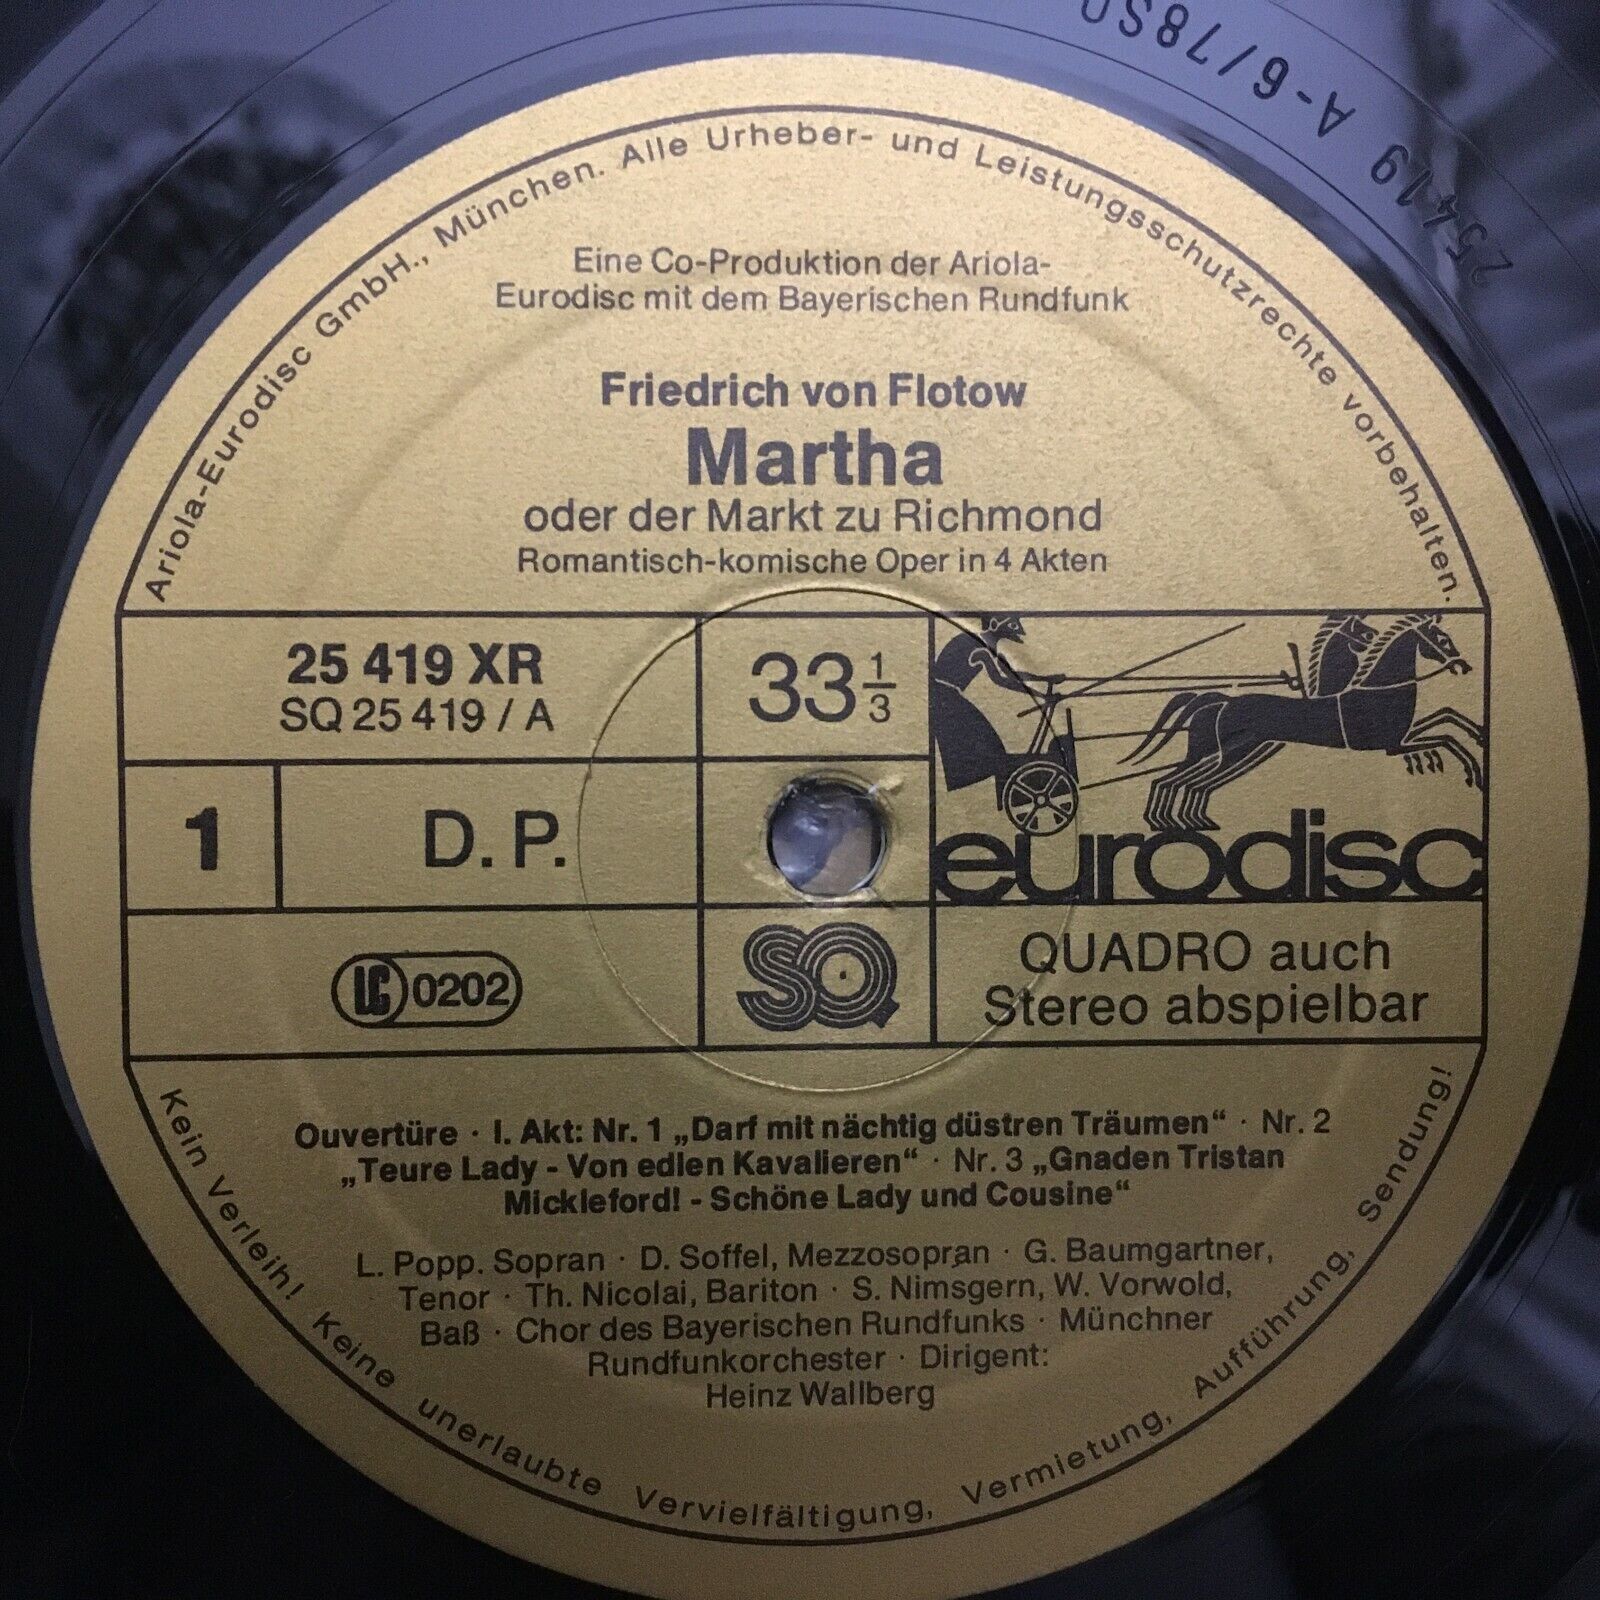 25419 A-6/78S
Ariola-Eurodisc GmbH., München. Alle Urheber- und Leistungsschutzrechte vorbehalten.
Eine Co-Produktion der Ariola-
Eurodisc mit dem Bayerischen Rundfunk
Friedrich von Flotow
Martha
oder der Markt zu Richmond
Romantisch-komische Oper in 4 Akten
25 419 XR
SQ 25 419 / A
33 1/3
1
D. P.
eurodisc
LC 0202
SQ
QUADRO auch
Stereo abspielbar
Ouvertüre · I. Akt: Nr. 1 „Darf mit nächtig düstren Träumen“ · Nr. 2
„Teure Lady - Von edlen Kavalieren“ · Nr. 3 „Gnaden Tristan
Mickleford! - Schöne Lady und Cousine“
L. Popp. Sopran · D. Soffel, Mezzosopran · G. Baumgartner,
Tenor · Th. Nicolai, Bariton · S. Nimsgern, W. Vorwold,
Baß · Chor des Bayerischen Rundfunks · Münchner
Rundfunkorchester · Dirigent:
Heinz Wallberg
Kein Verleih! Keine unerlaubte Vervielfältigung, Vermietung, Aufführung, Sendung!